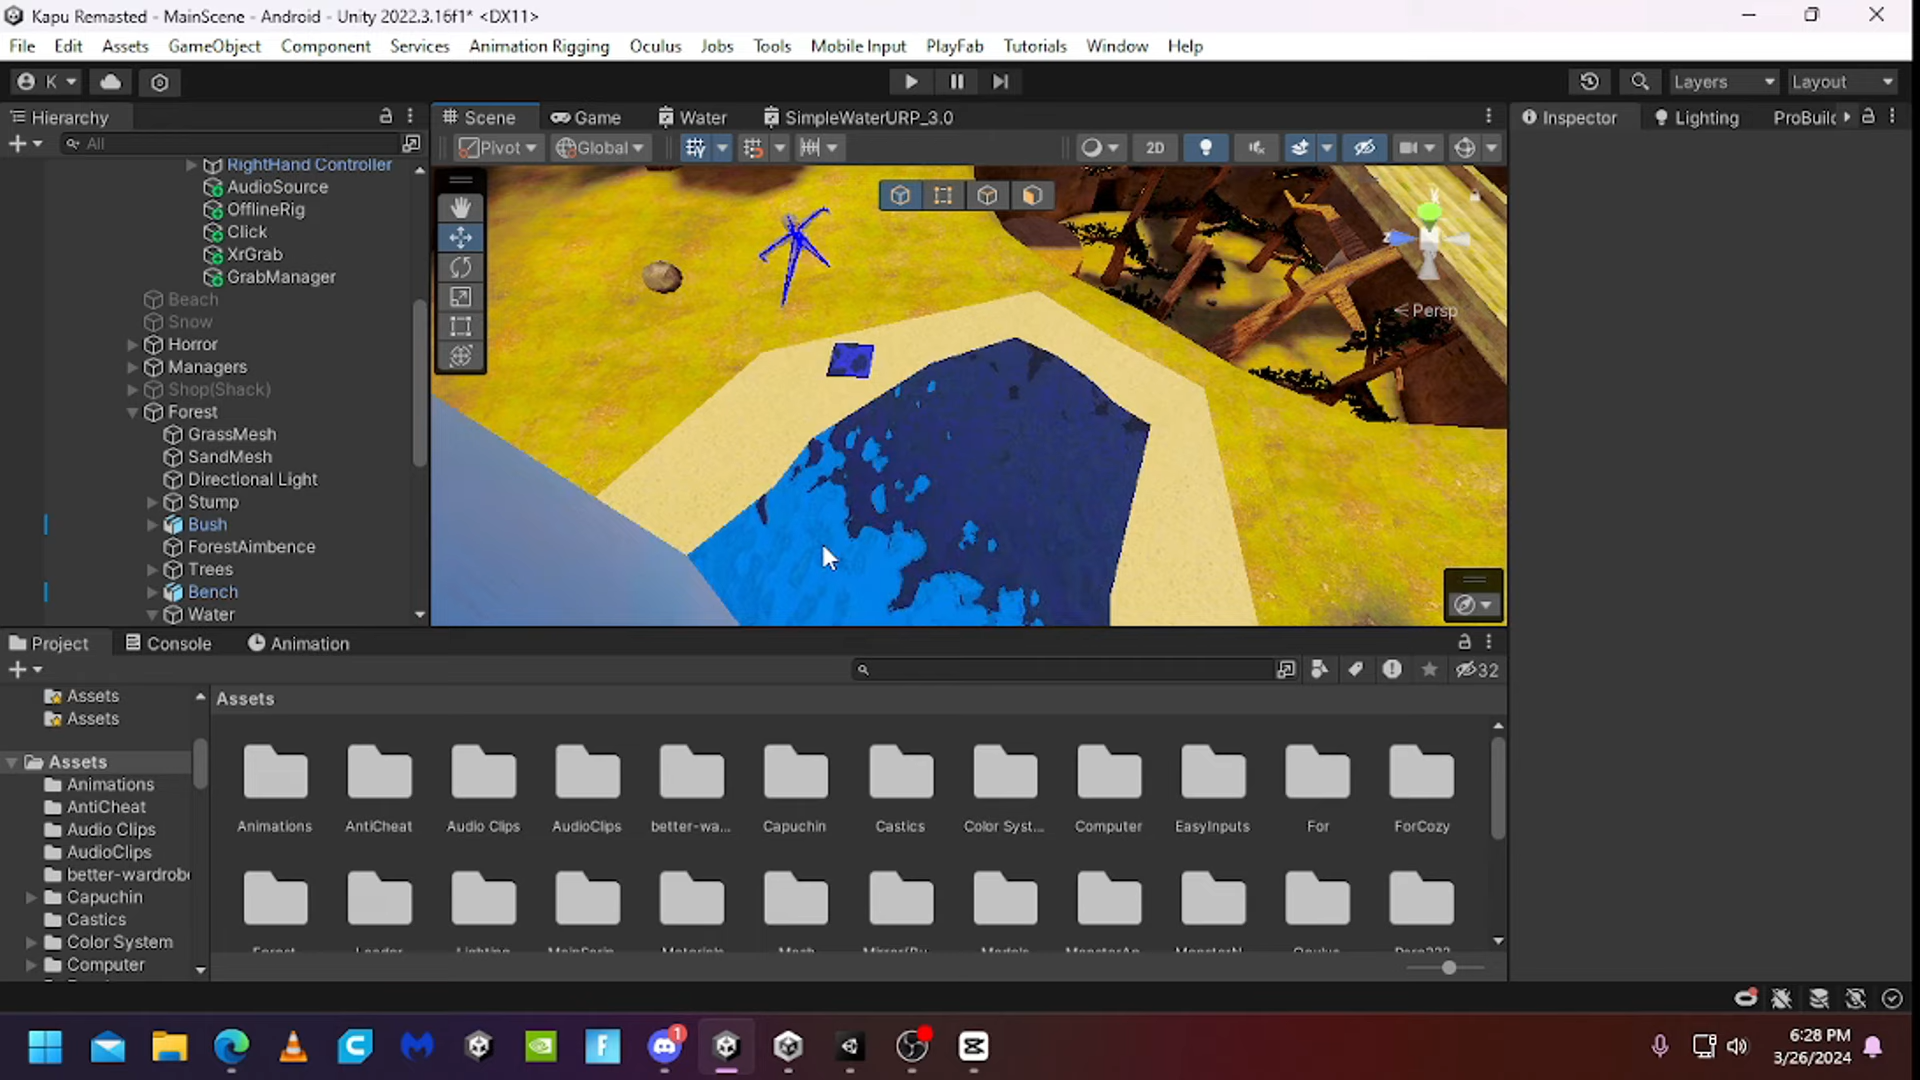 Kapu Remasted - MainScene - Android - Unity 2022.3.16f1* <DX11>
File Edit Assets GameObject Component Services Animation Rigging Oculus Jobs Tools Mobile Input PlayFab Tutorials Window Help
K Layers Layout
Hierarchy
All
RightHand Controller
AudioSource
OfflineRig
Click
XrGrab
GrabManager
Beach
Snow
Horror
Managers
Shop(Shack)
Forest
GrassMesh
SandMesh
Directional Light
Stump
Bush
ForestAimbence
Trees
Bench
Water
Scene Game Water SimpleWaterURP_3.0
Pivot Global 2D
Y
Persp
Inspector Lighting ProBuilc
Project Console Animation
32
Assets
Assets
Assets
Animations
AntiCheat
Audio Clips
AudioClips
better-wardrobe
Capuchin
Castics
Color System
Computer
Assets
Animations AntiCheat Audio Clips AudioClips better-wa... Capuchin Castics Color Syst... Computer EasyInputs For ForCozy
6:28 PM
3/26/2024
1